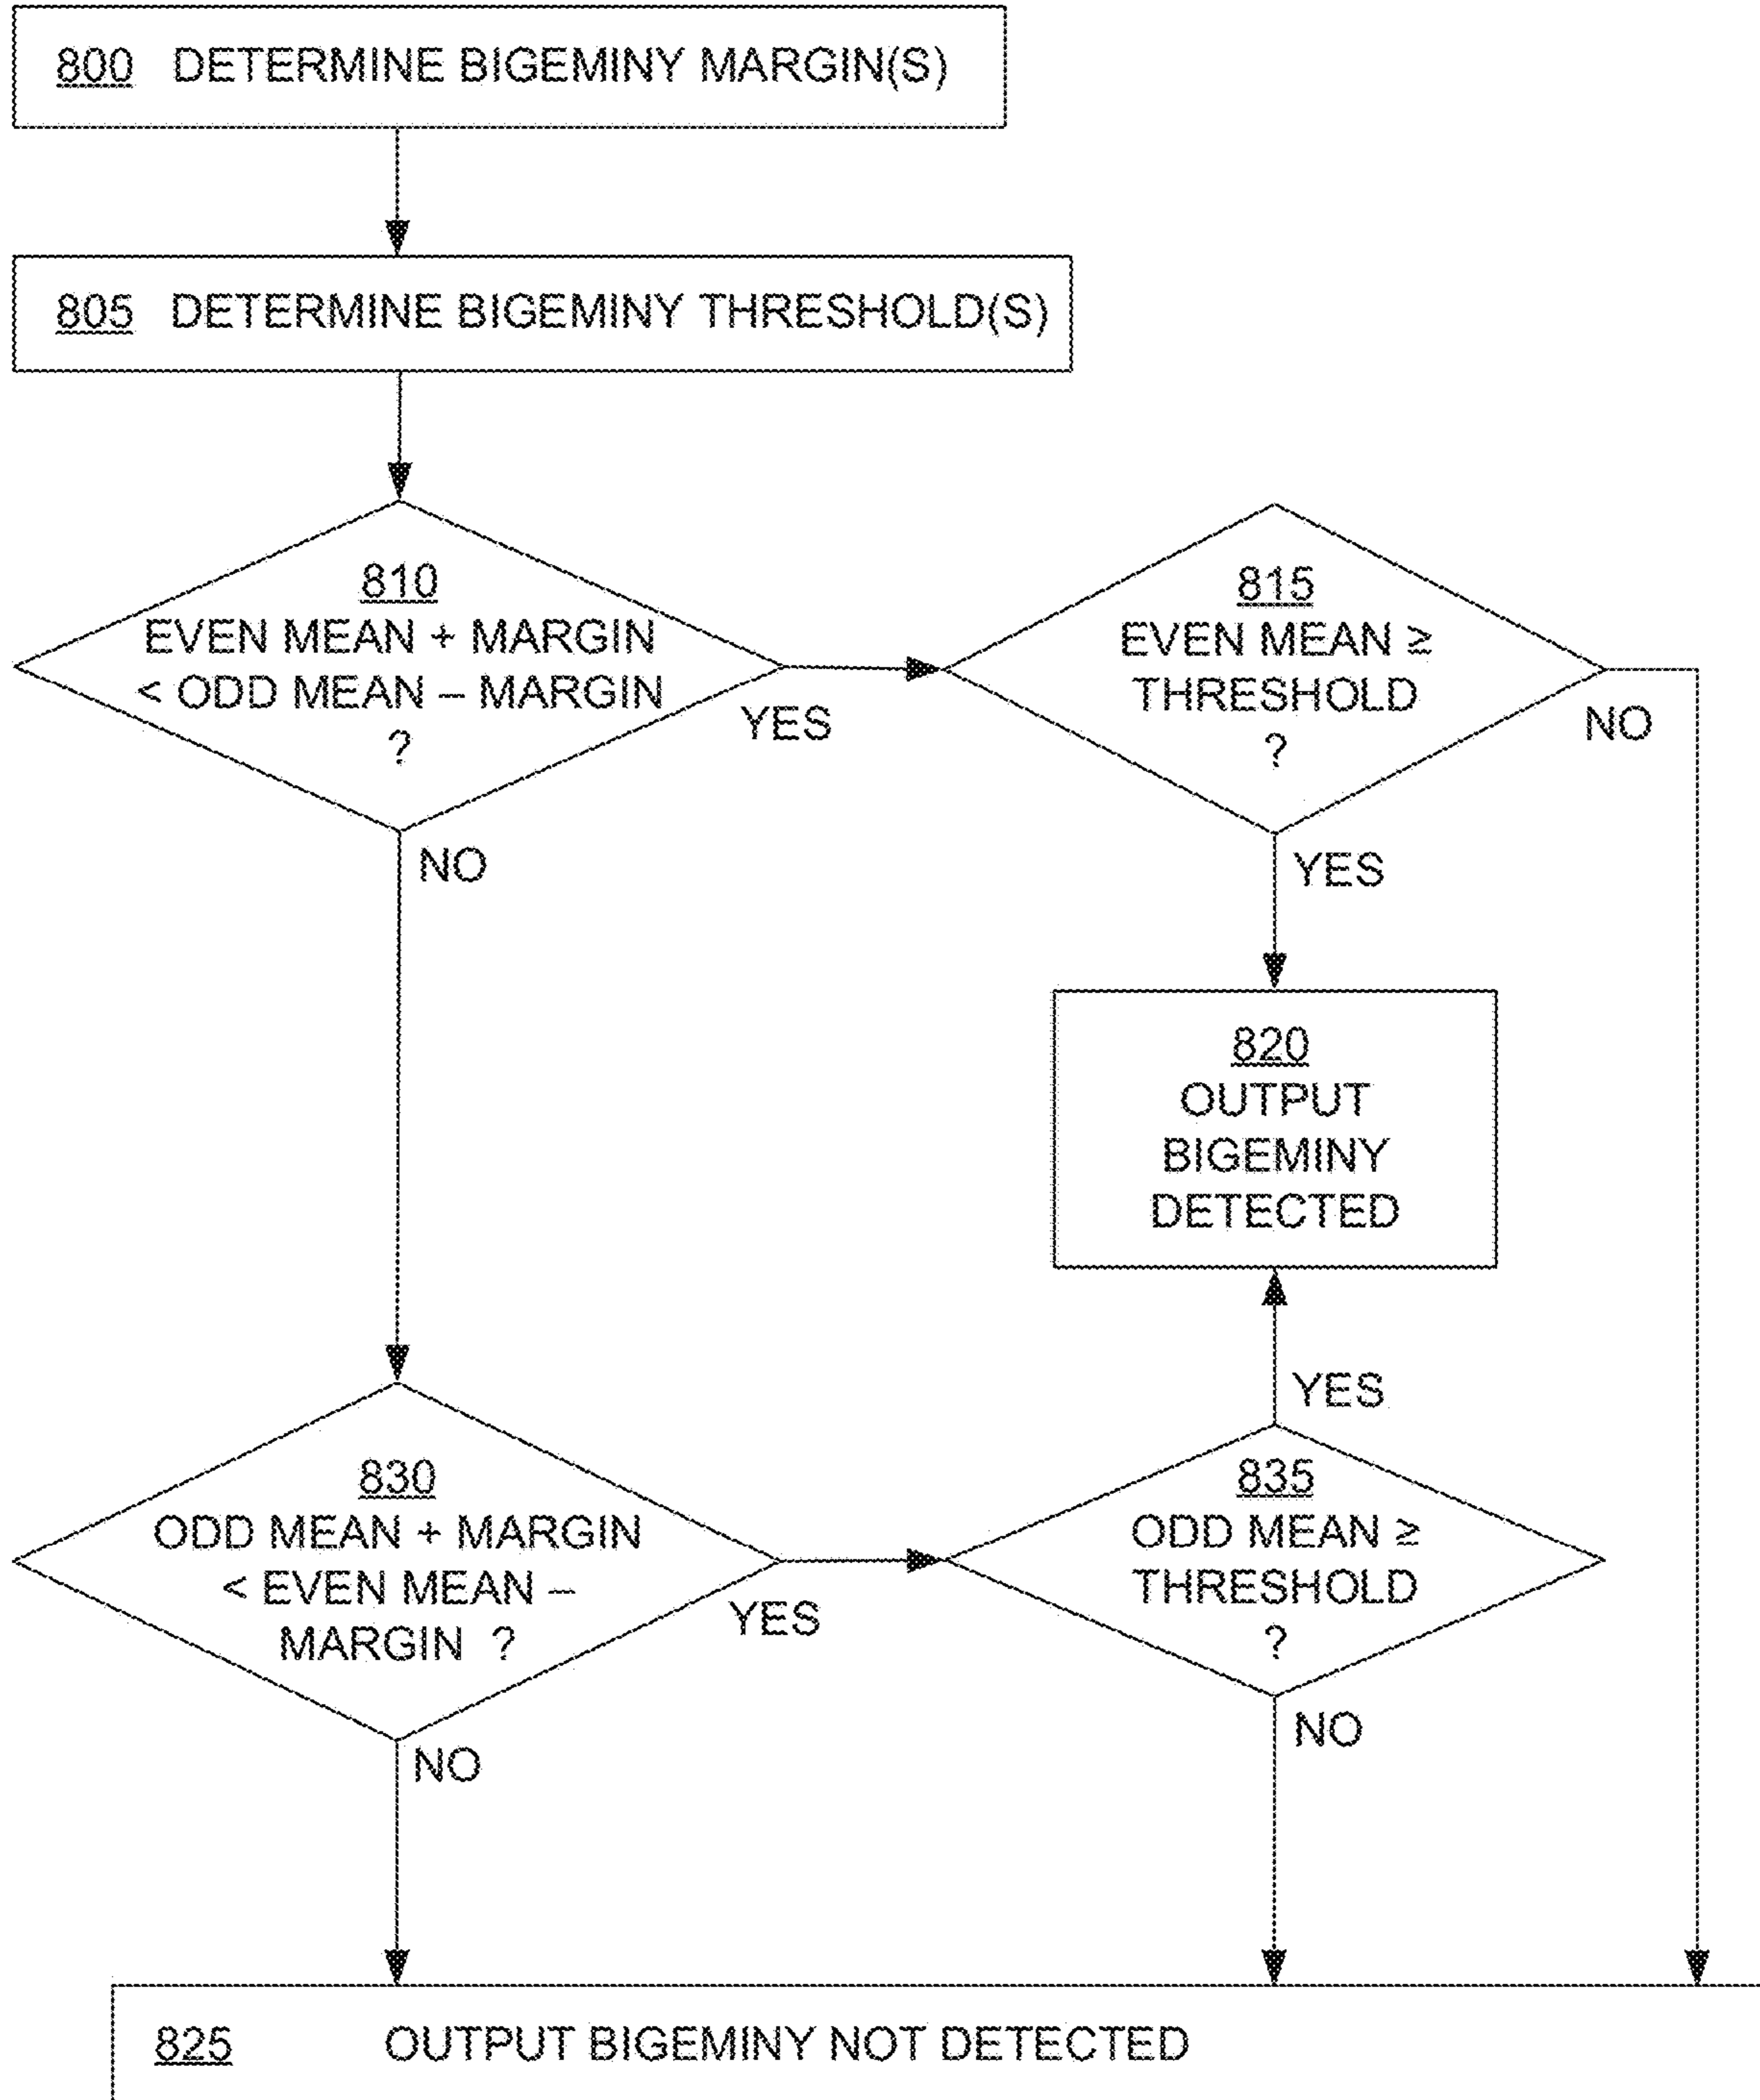 800 DETERMINE BIGEMINY MARGIN(S)
805 DETERMINE BIGEMINY THRESHOLD(S)
810
EVEN MEAN + MARGIN
< ODD MEAN – MARGIN
?
YES
NO
815
EVEN MEAN ≥
THRESHOLD
?
NO
YES
820
OUTPUT
BIGEMINY
DETECTED
830
ODD MEAN + MARGIN
< EVEN MEAN –
MARGIN ?
YES
NO
YES
835
ODD MEAN ≥
THRESHOLD
?
NO
825 OUTPUT BIGEMINY NOT DETECTED